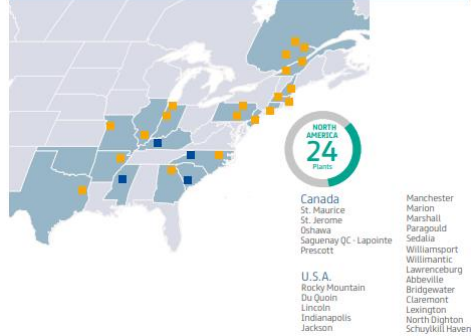 NORTH
AMERICA
24
Plants
Canada
St. Maurice
St. Jerome
Oshawa
Saguenay QC - Lapointe
Prescott
U.S.A.
Rocky Mountain
Du Quoin
Lincoln
Indianapolis
Jackson
Manchester
Marion
Marshall
Paragould
Sedalia
Williamsport
Willimantic
Lawrenceburg
Abbeville
Bridgewater
Claremont
Lexington
North Dighton
Schuylkill Haven